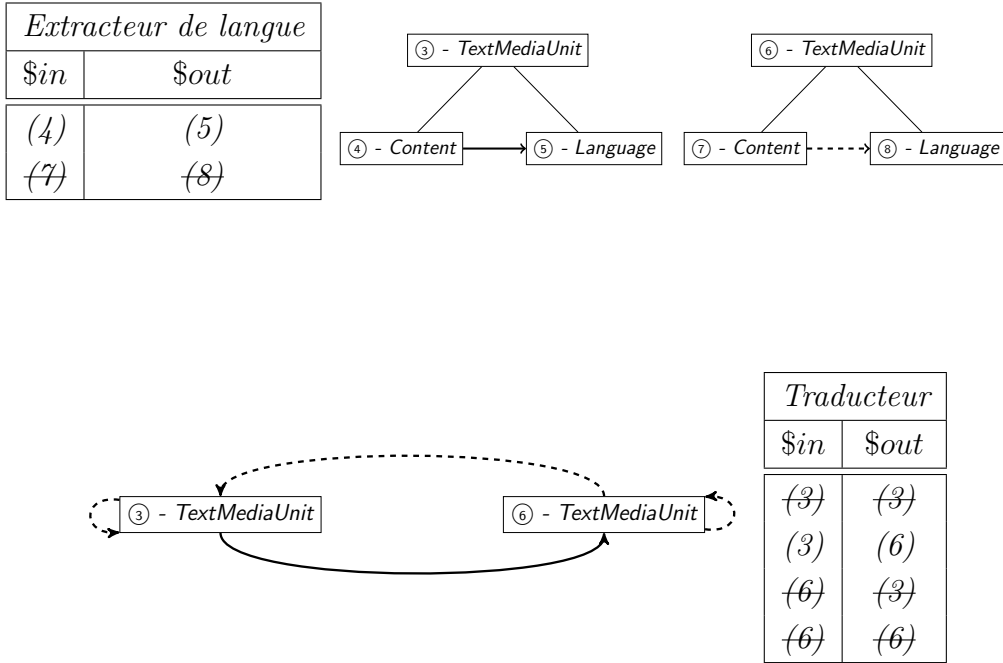 Extracteur de langue
$in $out
(4) (5)
(7) (8)
③ - TextMediaUnit
④ - Content
⑤ - Language
⑥ - TextMediaUnit
⑦ - Content
⑧ - Language
③ - TextMediaUnit
⑥ - TextMediaUnit
Traducteur
$in $out
(3) (3)
(3) (6)
(6) (3)
(6) (6)